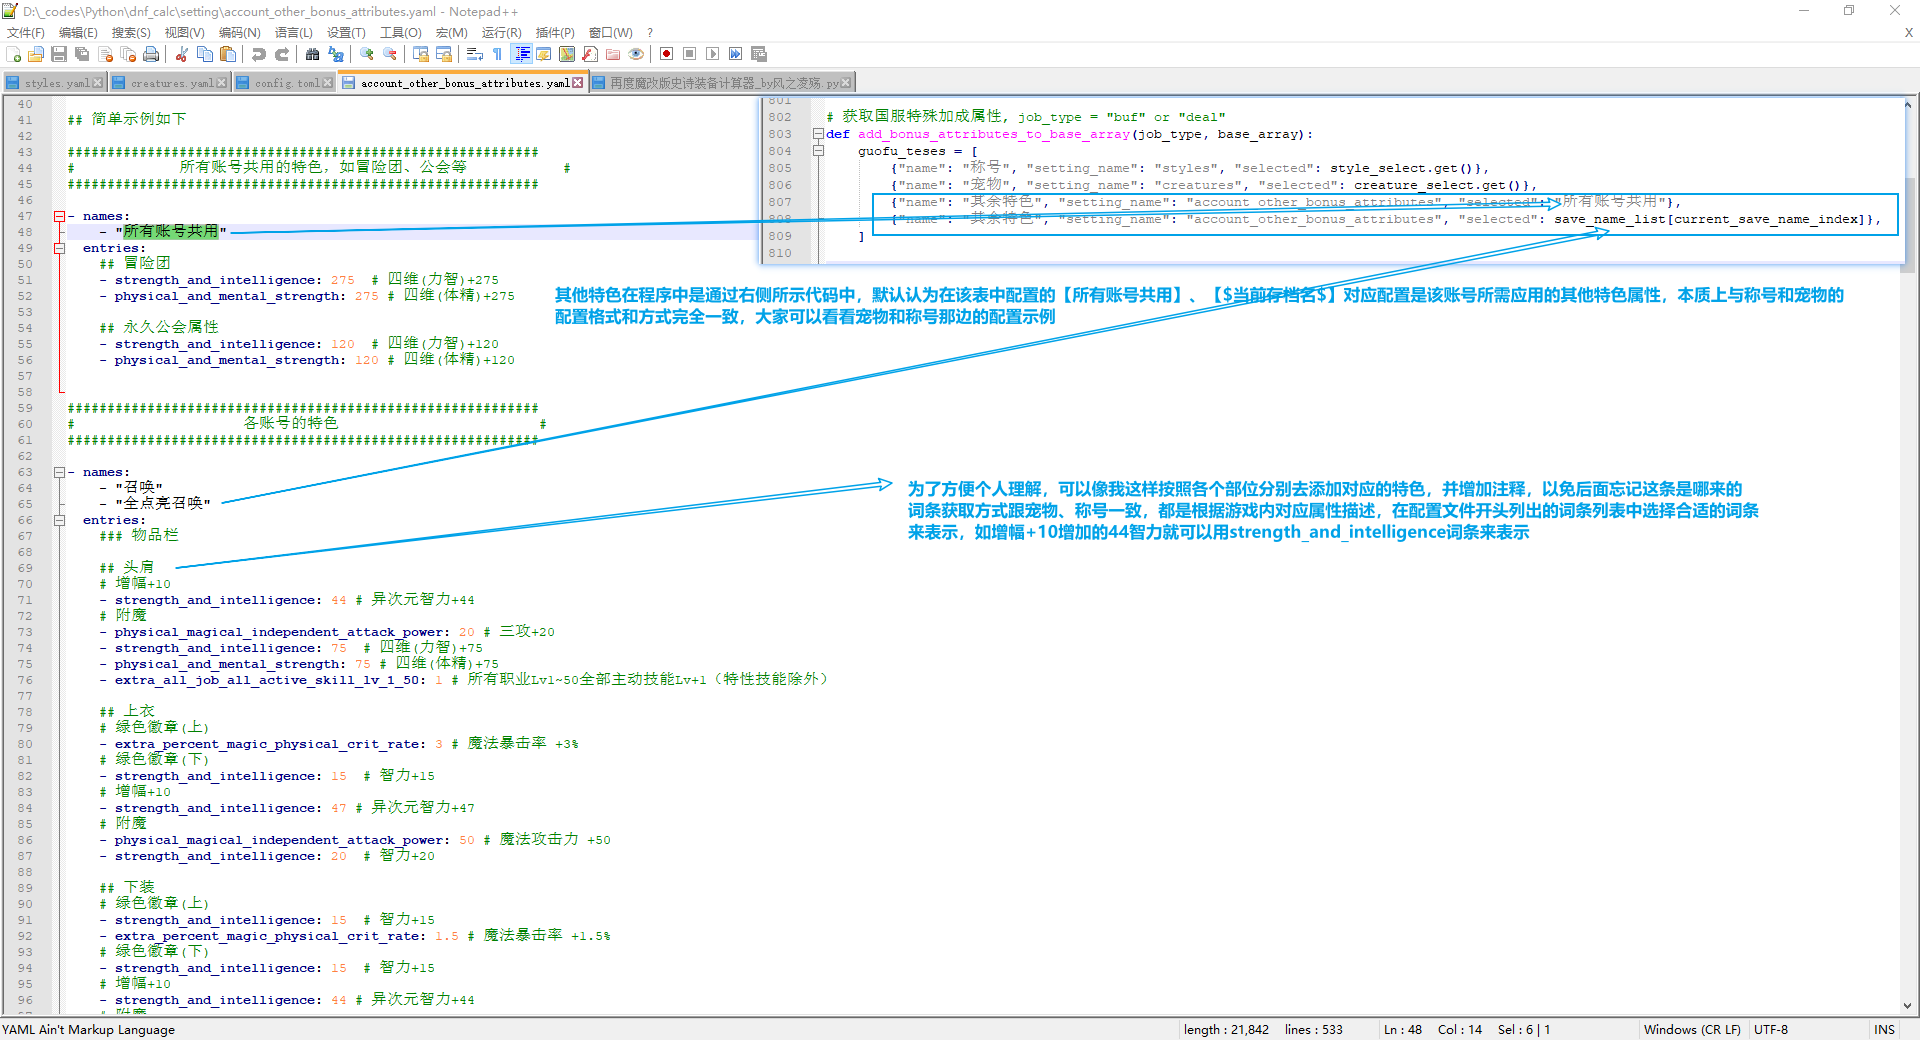 D:\_codes\Python\dnf_calc\setting\account_other_bonus_attributes.yaml - Notepad++
文件(F) 编辑(E) 搜索(S) 视图(V) 编码(N) 语言(L) 设置(T) 工具(O) 宏(M) 运行(R) 插件(P) 窗口(W) ? X
styles.yaml creatures.yaml config.toml account_other_bonus_attributes.yaml 再度魔改版史诗装备计算器_by风之凌殇.py
40
41 ## 简单示例如下
42
43 ###########################################################
44 # 所有账号共用的特色，如冒险团、公会等 #
45 ###########################################################
46
47 - names:
48 - "所有账号共用"
49 entries:
50 ## 冒险团
51 - strength_and_intelligence: 275 # 四维(力智)+275
52 - physical_and_mental_strength: 275 # 四维(体精)+275
53
54 ## 永久公会属性
55 - strength_and_intelligence: 120 # 四维(力智)+120
56 - physical_and_mental_strength: 120 # 四维(体精)+120
57
58
59 ###########################################################
60 # 各账号的特色 #
61 ###########################################################
62
63 - names:
64 - "召唤"
65 - "全点亮召唤"
66 entries:
67 ### 物品栏
68
69 ## 头肩
70 # 增幅+10
71 - strength_and_intelligence: 44 # 异次元智力+44
72 # 附魔
73 - physical_magical_independent_attack_power: 20 # 三攻+20
74 - strength_and_intelligence: 75 # 四维(力智)+75
75 - physical_and_mental_strength: 75 # 四维(体精)+75
76 - extra_all_job_all_active_skill_lv_1_50: 1 # 所有职业Lv1~50全部主动技能Lv+1（特性技能除外）
77
78 ## 上衣
79 # 绿色徽章(上)
80 - extra_percent_magic_physical_crit_rate: 3 # 魔法暴击率 +3%
81 # 绿色徽章(下)
82 - strength_and_intelligence: 15 # 智力+15
83 # 增幅+10
84 - strength_and_intelligence: 47 # 异次元智力+47
85 # 附魔
86 - physical_magical_independent_attack_power: 50 # 魔法攻击力 +50
87 - strength_and_intelligence: 20 # 智力+20
88
89 ## 下装
90 # 绿色徽章(上)
91 - strength_and_intelligence: 15 # 智力+15
92 - extra_percent_magic_physical_crit_rate: 1.5 # 魔法暴击率 +1.5%
93 # 绿色徽章(下)
94 - strength_and_intelligence: 15 # 智力+15
95 # 增幅+10
96 - strength_and_intelligence: 44 # 异次元智力+44
# 附魔
801
802 # 获取国服特殊加成属性, job_type = "buf" or "deal"
803 def add_bonus_attributes_to_base_array(job_type, base_array):
804 guofu_teses = [
805 {"name": "称号", "setting_name": "styles", "selected": style_select.get()},
806 {"name": "宠物", "setting_name": "creatures", "selected": creature_select.get()},
807 {"name": "其余特色", "setting_name": "account_other_bonus_attributes", "selected": "所有账号共用"},
808 {"name": "其余特色", "setting_name": "account_other_bonus_attributes", "selected": save_name_list[current_save_name_index]},
809 ]
810
其他特色在程序中是通过右侧所示代码中，默认认为在该表中配置的【所有账号共用】、【$当前存档名$】对应配置是该账号所需应用的其他特色属性，本质上与称号和宠物的
配置格式和方式完全一致，大家可以看看宠物和称号那边的配置示例
为了方便个人理解，可以像我这样按照各个部位分别去添加对应的特色，并增加注释，以免后面忘记这条是哪来的
词条获取方式跟宠物、称号一致，都是根据游戏内对应属性描述，在配置文件开头列出的词条列表中选择合适的词条
来表示，如增幅+10增加的44智力就可以用strength_and_intelligence词条来表示
YAML Ain't Markup Language length : 21,842 lines : 533 Ln : 48 Col : 14 Sel : 6 | 1 Windows (CR LF) UTF-8 INS